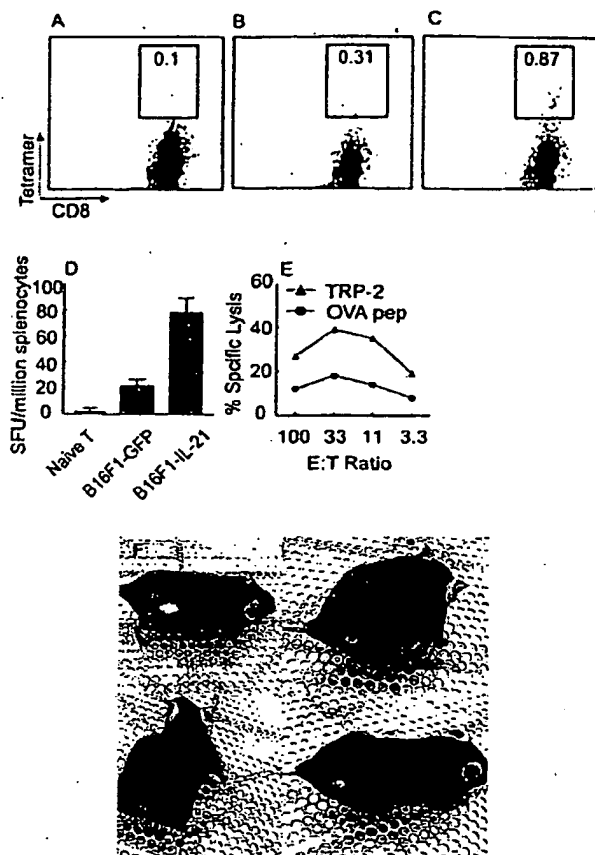 A
B
C
0.1
0.31
0.87
Tetramer
CD8
D
SFU/million splenocytes
100
80
60
40
20
0
Naive T
B16F1-GFP
B16F1-IL-21
E
% Spcific Lysis
60
40
20
0
TRP-2
OVA pep
100 33 11 3.3
E:T Ratio
F